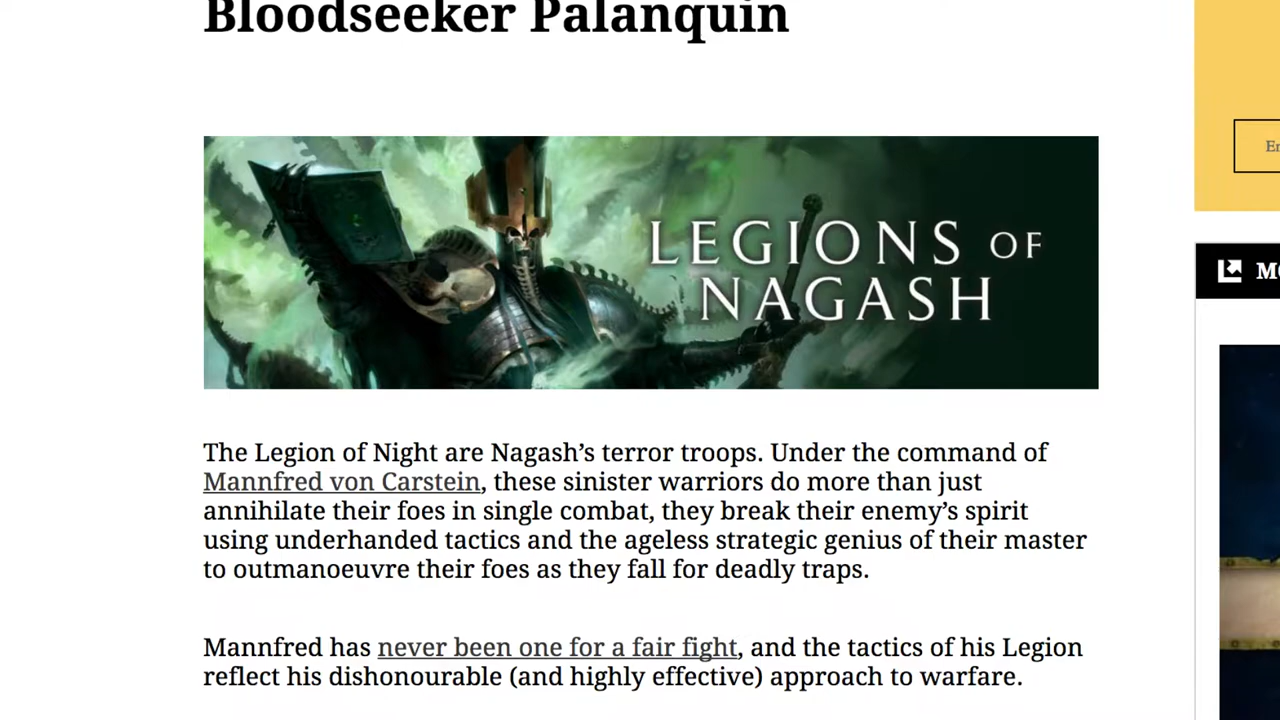 Bloodseeker Palanquin
LEGIONS OF
NAGASH
The Legion of Night are Nagash’s terror troops. Under the command of
Mannfred von Carstein, these sinister warriors do more than just
annihilate their foes in single combat, they break their enemy’s spirit
using underhanded tactics and the ageless strategic genius of their master
to outmanoeuvre their foes as they fall for deadly traps.
Mannfred has never been one for a fair fight, and the tactics of his Legion
reflect his dishonourable (and highly effective) approach to warfare.